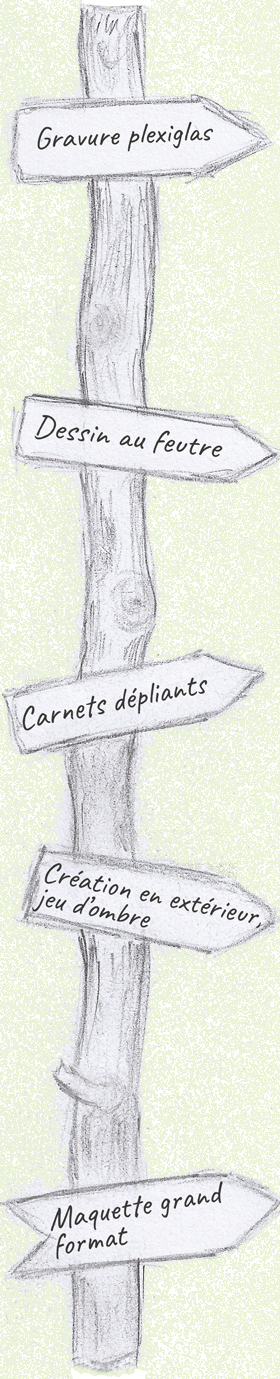 Gravure plexiglas
Dessin au feutre
Carnets dépliants
Création en extérieur,
jeu d'ombre
Maquette grand
format